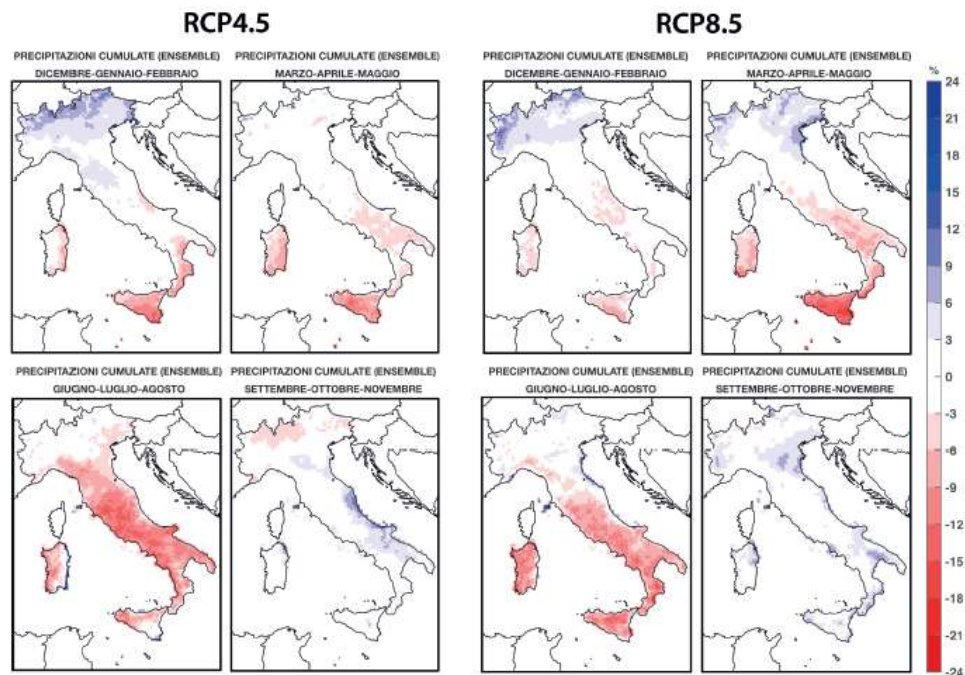 RCP4.5
RCP8.5
PRECIPITAZIONI CUMULATE (ENSEMBLE)
DICEMBRE-GENNAIO-FEBBRAIO
PRECIPITAZIONI CUMULATE (ENSEMBLE)
MARZO-APRILE-MAGGIO
PRECIPITAZIONI CUMULATE (ENSEMBLE)
DICEMBRE-GENNAIO-FEBBRAIO
PRECIPITAZIONI CUMULATE (ENSEMBLE)
MARZO-APRILE-MAGGIO
PRECIPITAZIONI CUMULATE (ENSEMBLE)
GIUGNO-LUGLIO-AGOSTO
PRECIPITAZIONI CUMULATE (ENSEMBLE)
SETTEMBRE-OTTOBRE-NOVEMBRE
PRECIPITAZIONI CUMULATE (ENSEMBLE)
GIUGNO-LUGLIO-AGOSTO
PRECIPITAZIONI CUMULATE (ENSEMBLE)
SETTEMBRE-OTTOBRE-NOVEMBRE
%
24
21
18
15
12
9
6
3
0
-3
-6
-9
-12
-15
-18
-21
-24